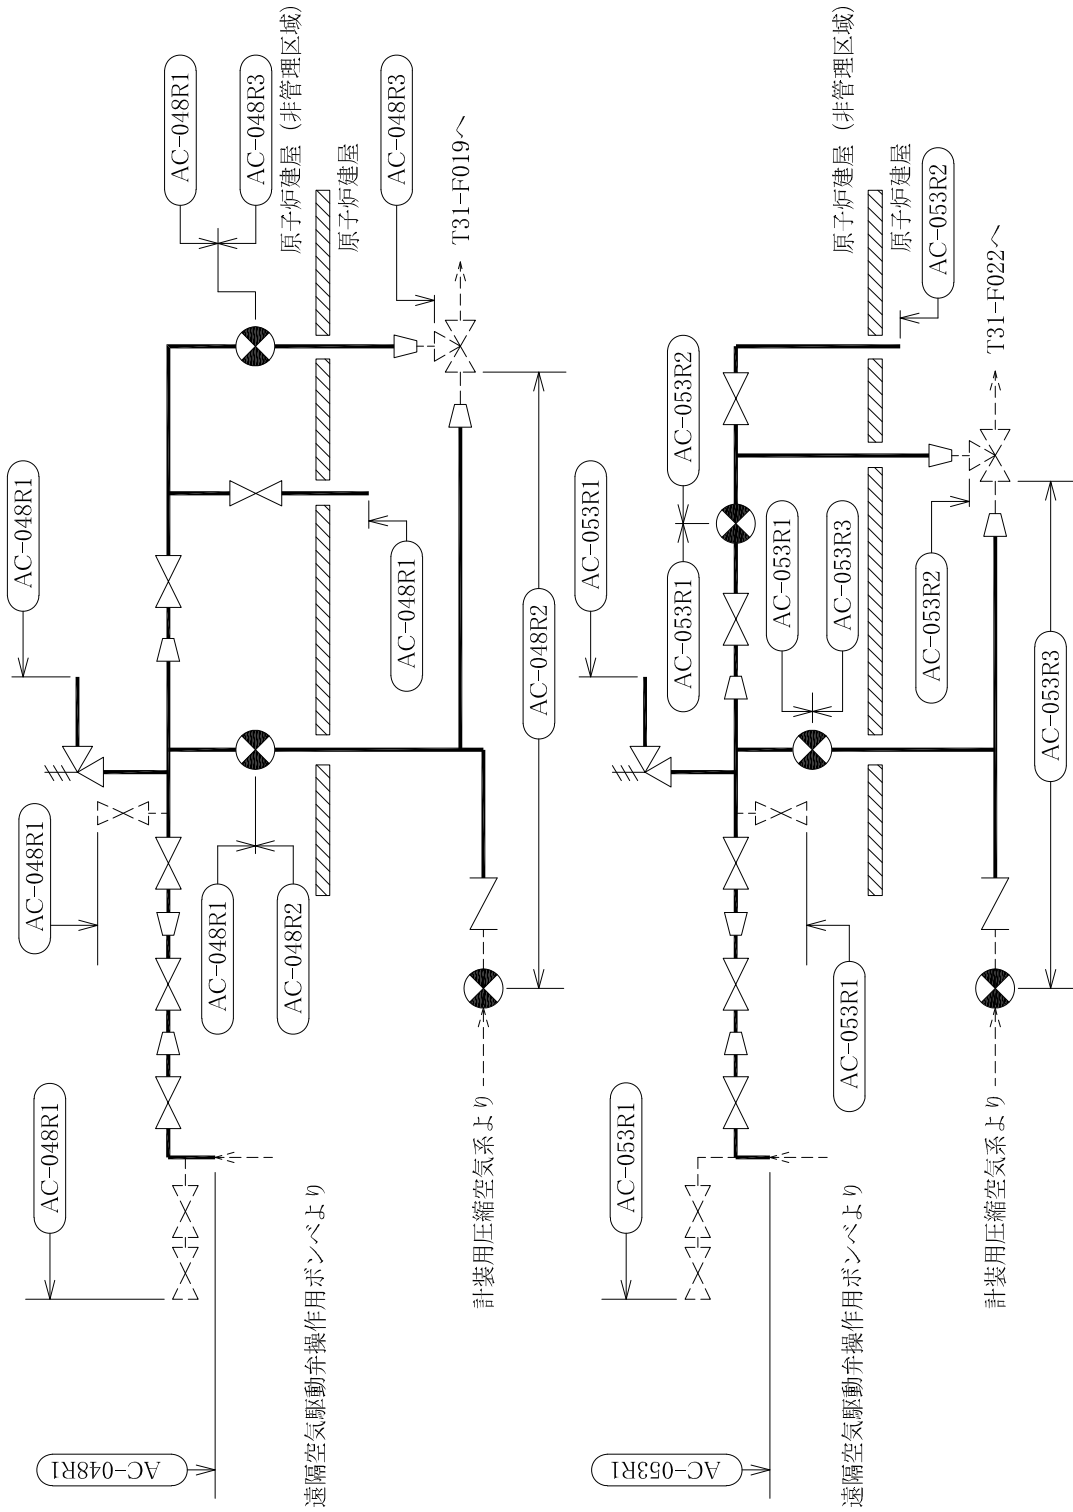 AC-048R1
遠隔空気駆動弁操作用ボンベより
AC-048R1
AC-048R1
AC-048R1
AC-048R1
AC-048R2
AC-048R1
AC-048R1
AC-048R3
原子炉建屋 (非管理区域)
原子炉建屋
AC-048R3
T31-F019へ
AC-048R2
計装用圧縮空気系より
AC-053R1
遠隔空気駆動弁操作用ボンベより
AC-053R1
AC-053R1
AC-053R1
AC-053R1
AC-053R2
AC-053R1
AC-053R3
原子炉建屋 (非管理区域)
原子炉建屋
AC-053R2
AC-053R2
T31-F022へ
AC-053R3
計装用圧縮空気系より